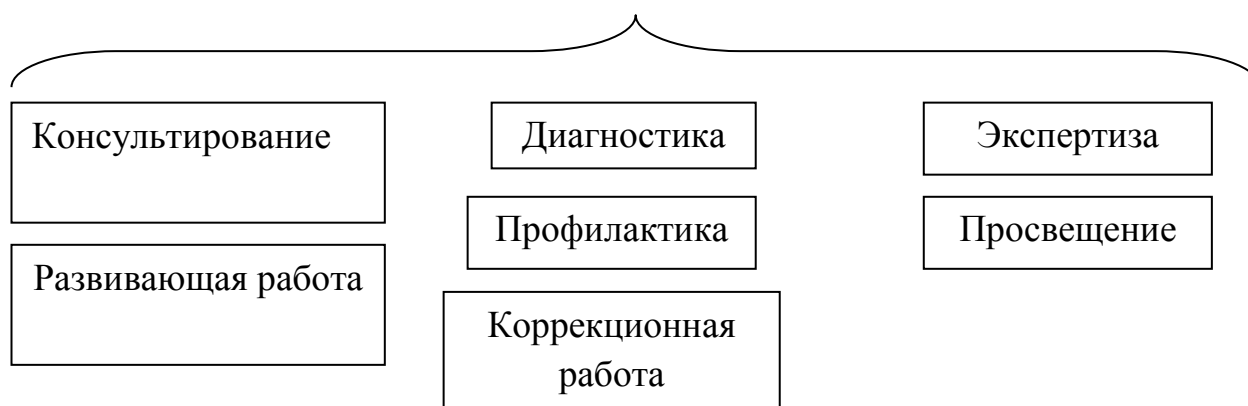 Консультирование
Диагностика
Экспертиза
Профилактика
Просвещение
Развивающая работа
Коррекционная
работа